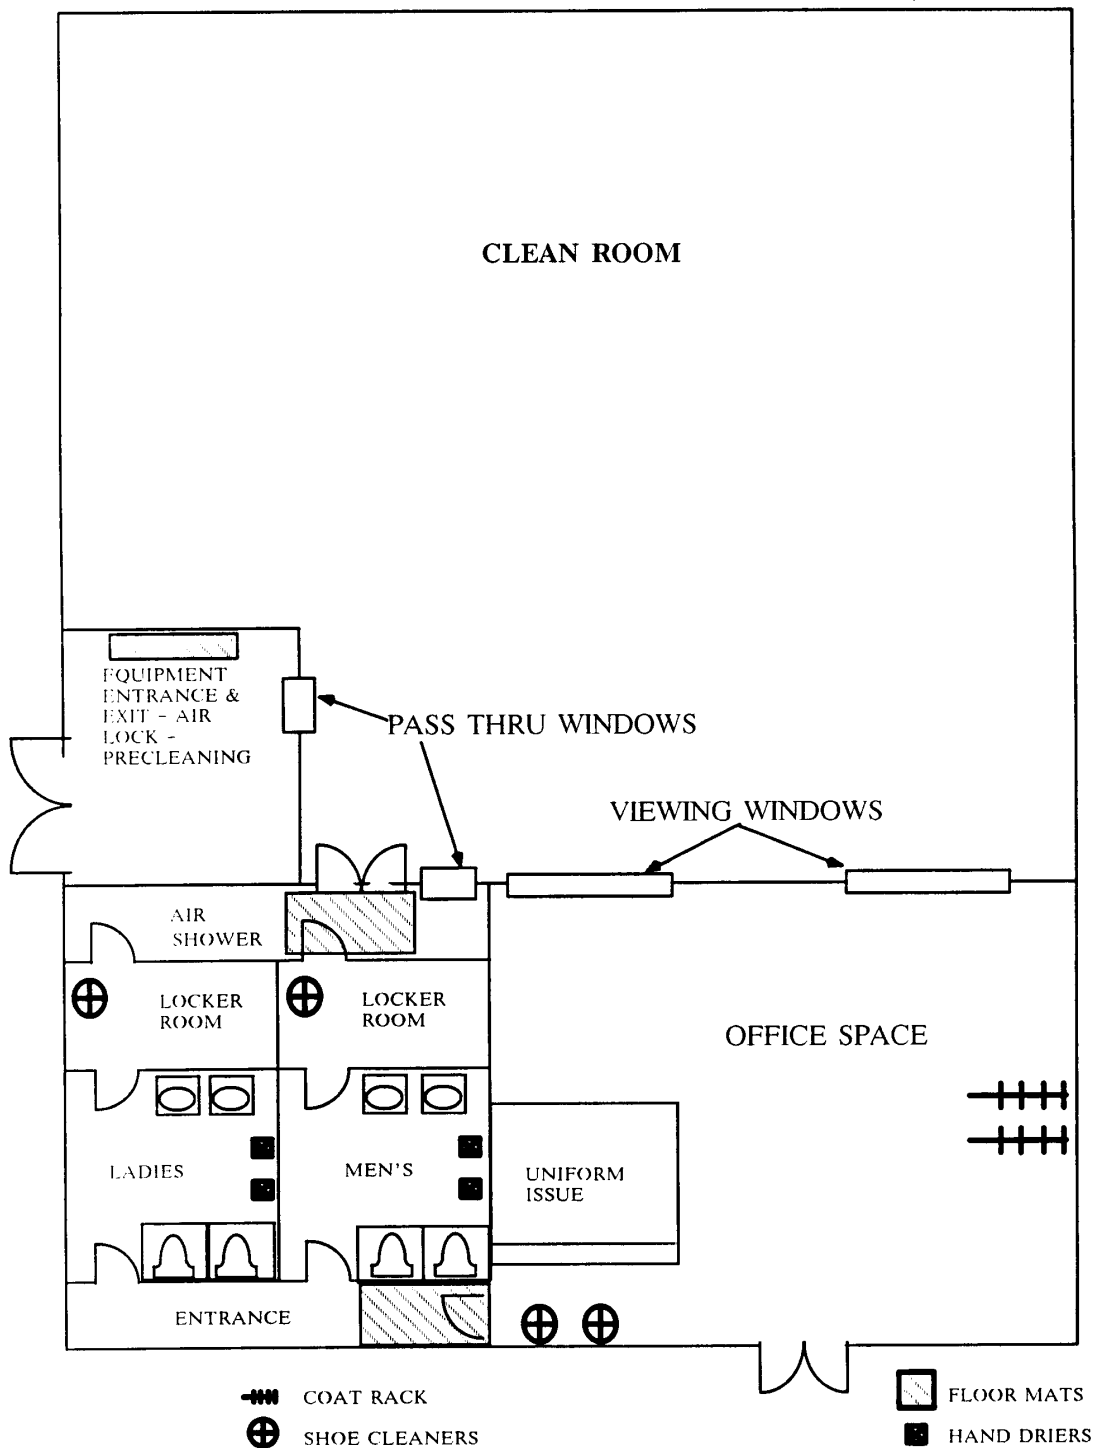 CLEAN ROOM
EQUIPMENT
ENTRANCE &
EXIT - AIR
LOCK -
PRECLEANING
PASS THRU WINDOWS
VIEWING WINDOWS
AIR
SHOWER
LOCKER
ROOM
LOCKER
ROOM
OFFICE SPACE
LADIES
MEN'S
UNIFORM
ISSUE
ENTRANCE
COAT RACK
SHOE CLEANERS
FLOOR MATS
HAND DRIERS